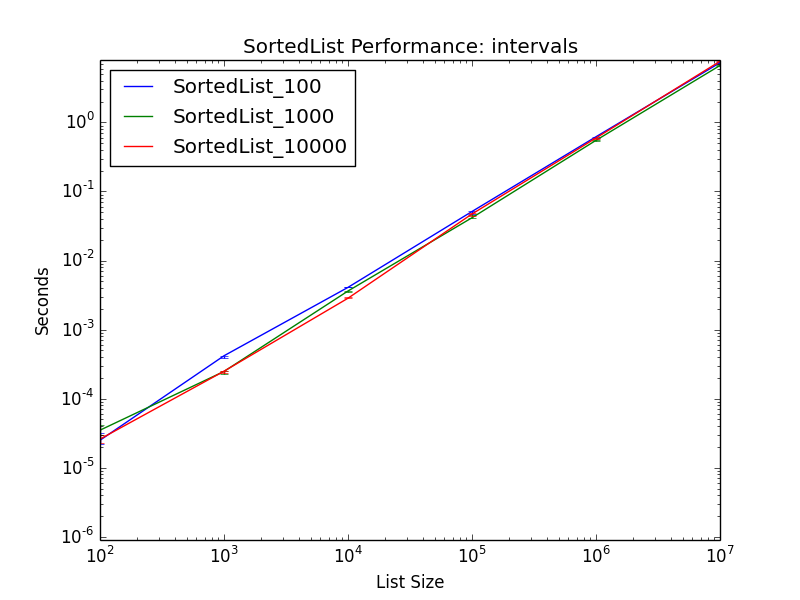 SortedList Performance: intervals
SortedList_100
SortedList_1000
SortedList_10000
10^0
10^-1
10^-2
10^-3
10^-4
10^-5
10^-6
Seconds
10^2 10^3 10^4 10^5 10^6 10^7
List Size